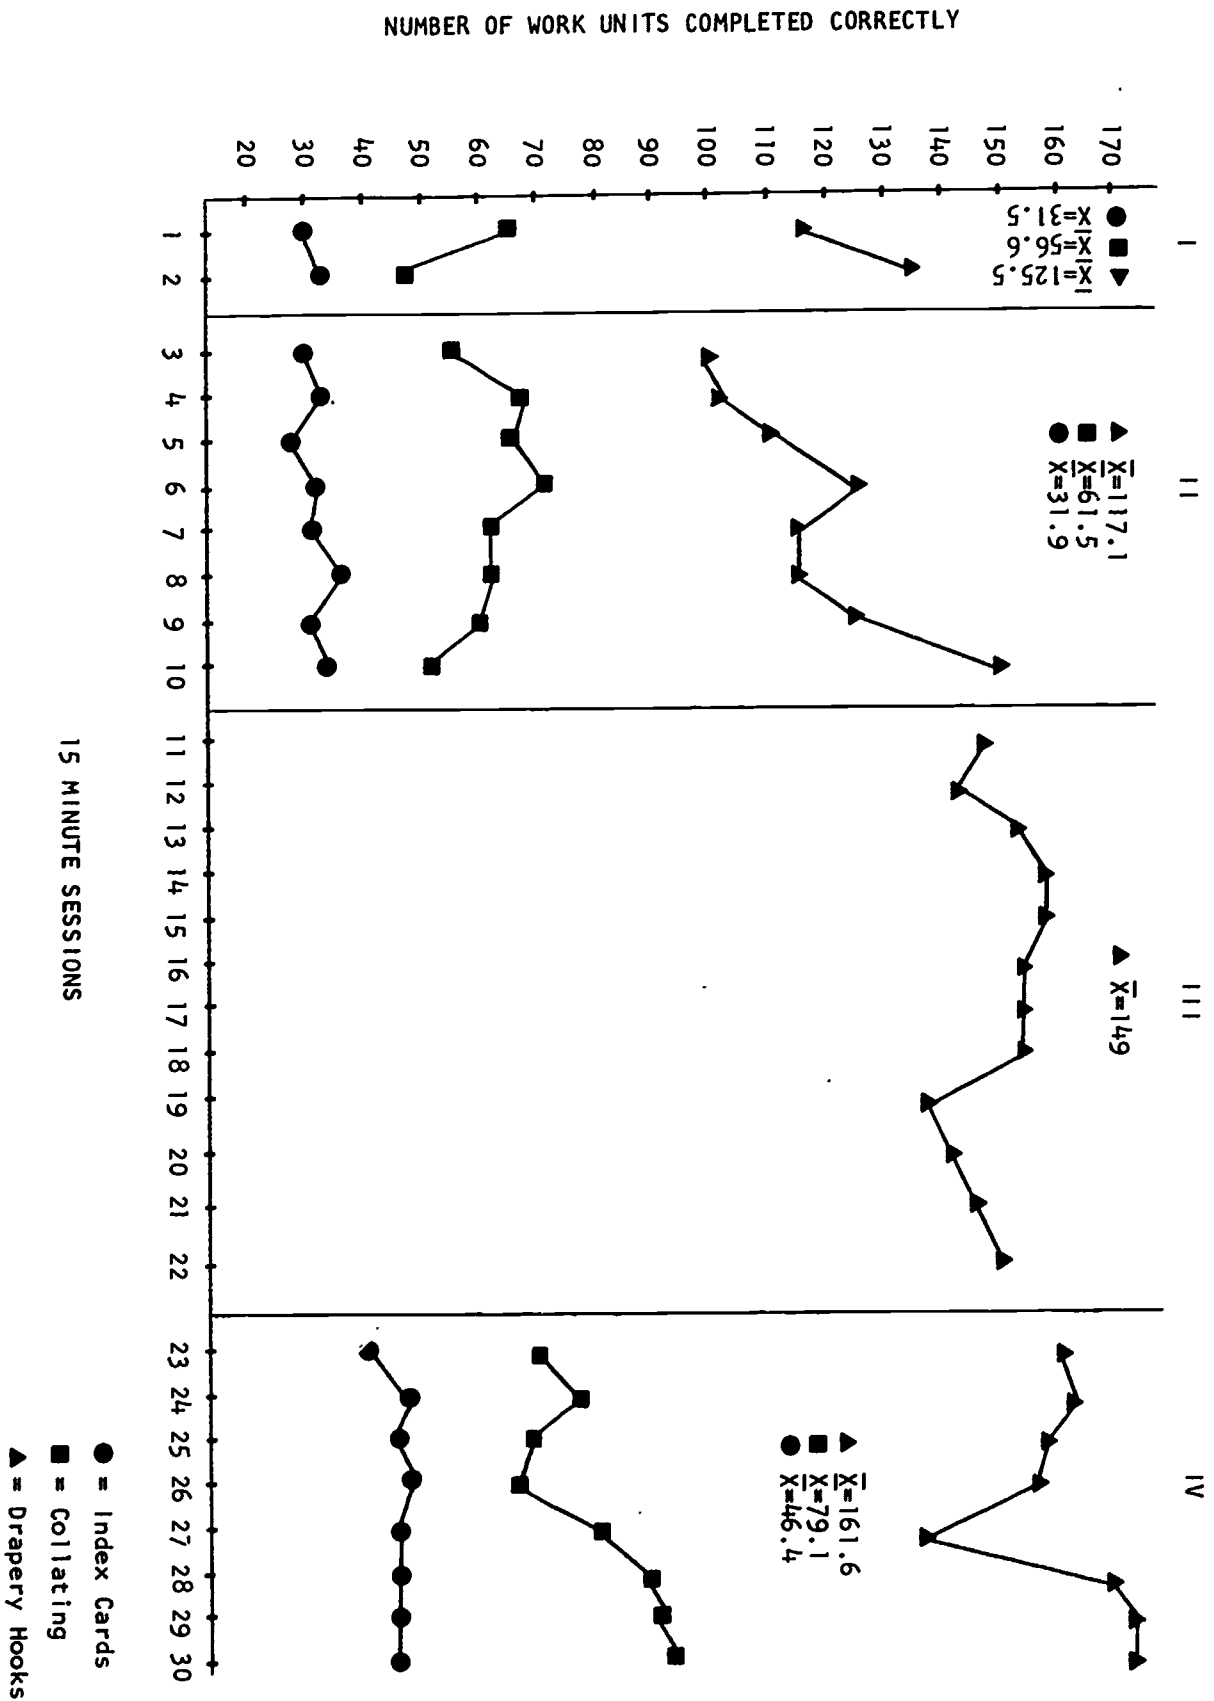 NUMBER OF WORK UNITS COMPLETED CORRECTLY
170
160
150
140
130
120
110
100
90
80
70
60
50
40
30
20
I
● X̅=31.5
■ X̅=56.6
▲ X̅=125.5
II
▲ X̅=117.1
■ X̅=61.5
● X̅=31.9
III
▲ X̅=149
IV
▲ X̅=161.6
■ X̅=79.1
● X̅=46.4
1 2 3 4 5 6 7 8 9 10 11 12 13 14 15 16 17 18 19 20 21 22 23 24 25 26 27 28 29 30
15 MINUTE SESSIONS
● = Index Cards
■ = Collating
▲ = Drapery Hooks